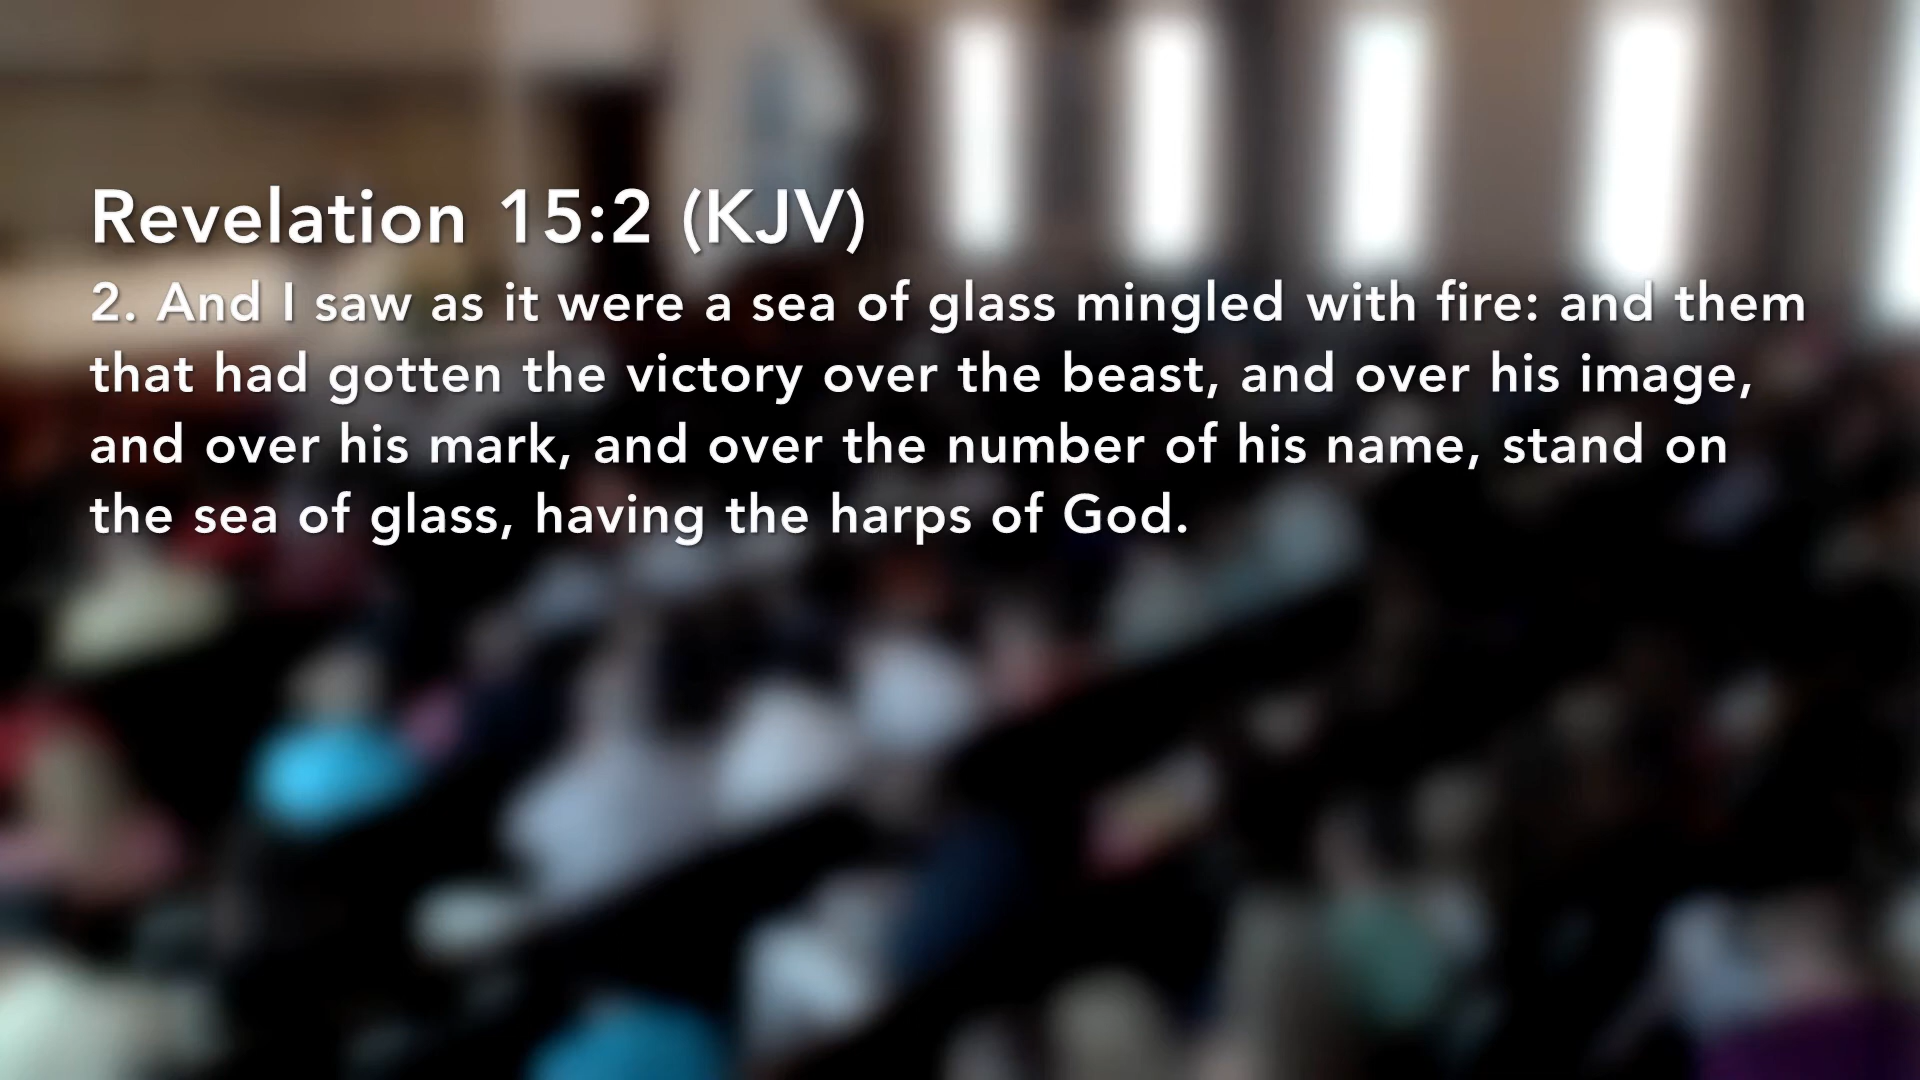 Revelation 15:2 (KJV)
2. And I saw as it were a sea of glass mingled with fire: and them
that had gotten the victory over the beast, and over his image,
and over his mark, and over the number of his name, stand on
the sea of glass, having the harps of God.